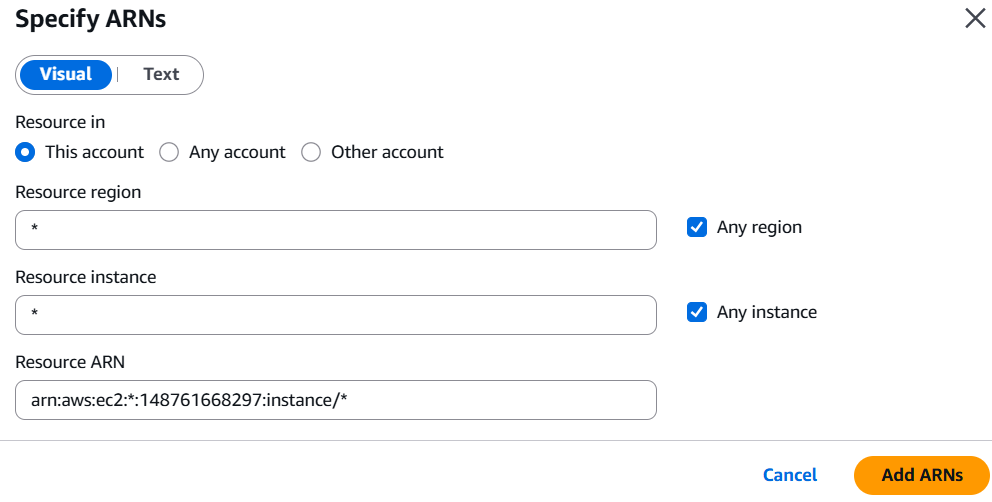 Specify ARNs
Visual | Text
Resource in
This account Any account Other account
Resource region
* Any region
Resource instance
* Any instance
Resource ARN
arn:aws:ec2:*:148761668297:instance/*
Cancel Add ARNs